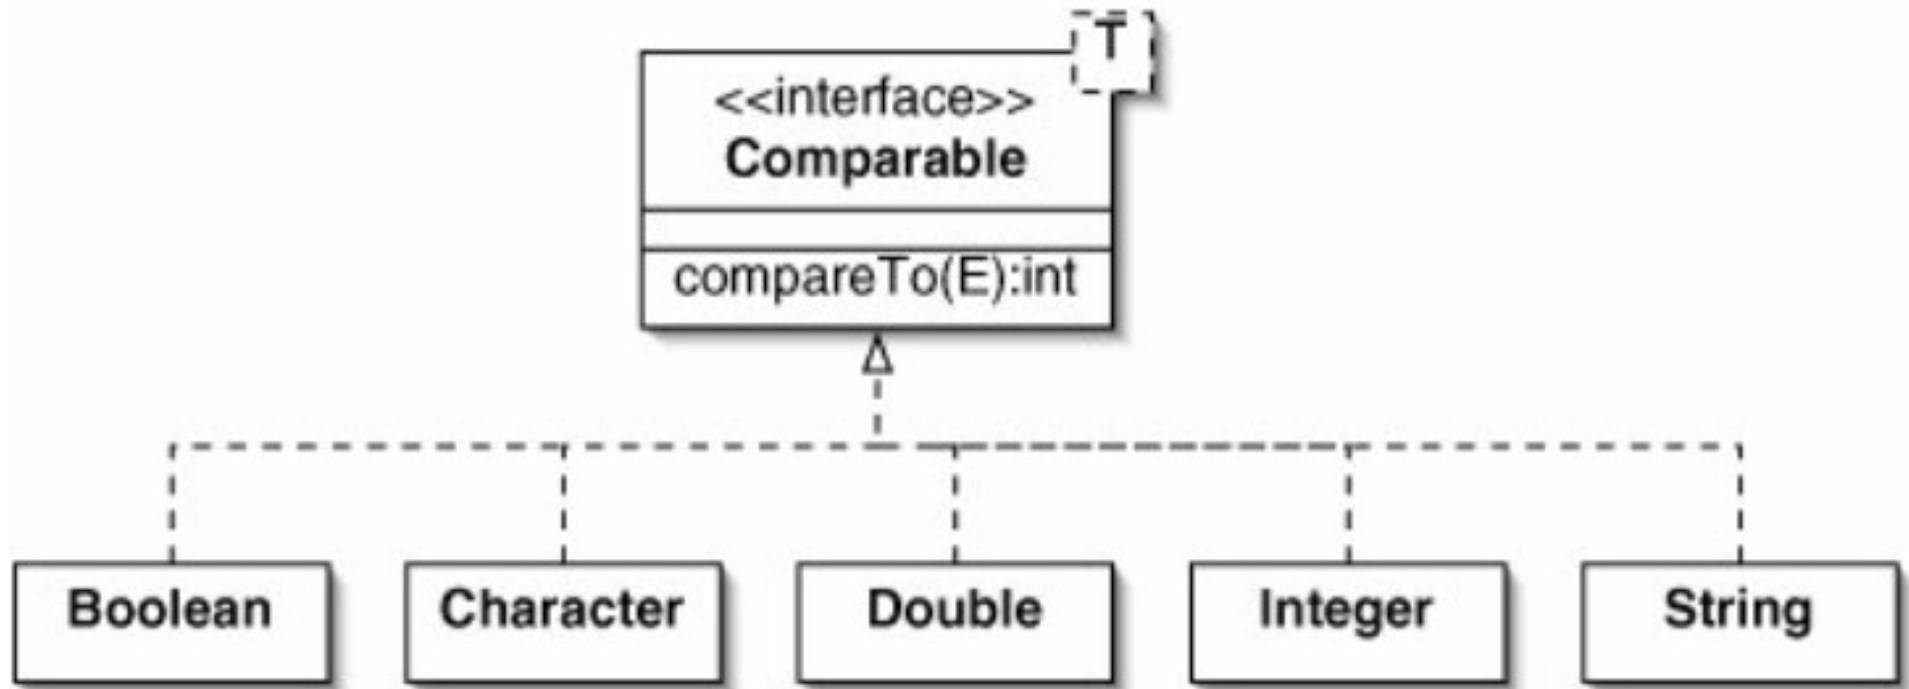 T
<<interface>>
Comparable
compareTo(E):int
Boolean
Character
Double
Integer
String